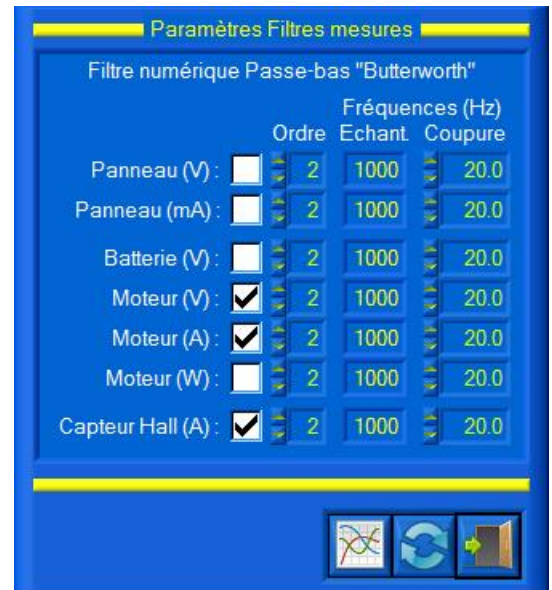 Paramètres Filtres mesures
Filtre numérique Passe-bas "Butterworth"
Fréquences (Hz)
Ordre Echant. Coupure
Panneau (V) : 2 1000 20.0
Panneau (mA) : 2 1000 20.0
Batterie (V) : 2 1000 20.0
Moteur (V) : 2 1000 20.0
Moteur (A) : 2 1000 20.0
Moteur (W) : 2 1000 20.0
Capteur Hall (A) : 2 1000 20.0